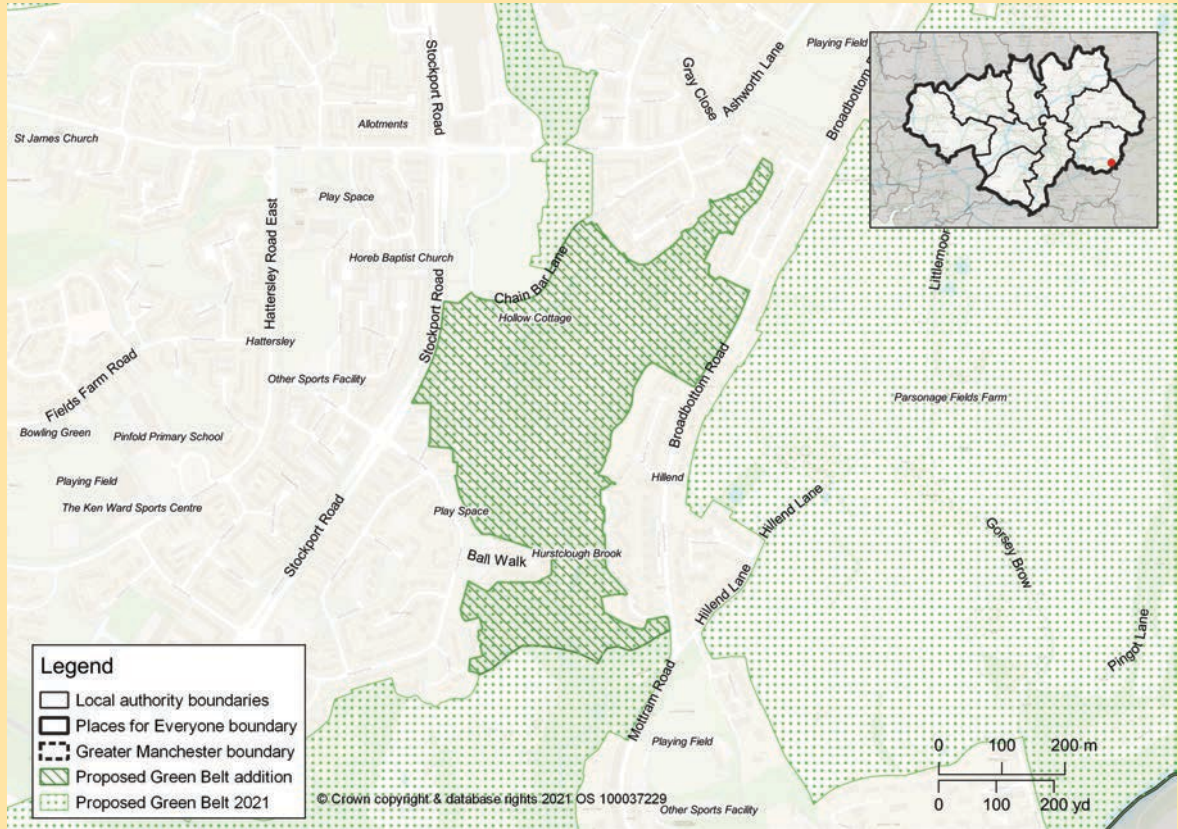 Playing Field
Stockport Road
Gray Close
Ashworth Lane
Broadbottom
Allotments
St James Church
Play Space
Hattersley Road East
Horeb Baptist Church
Stockport Road
Chain Bar Lane
Hollow Cottage
Littlemoor
Hattersley
Other Sports Facility
Fields Farm Road
Broadbottom Road
Parsonage Fields Farm
Bowling Green
Pinfold Primary School
Hillend
Playing Field
The Ken Ward Sports Centre
Stockport Road
Play Space
Hillend Lane
Ball Walk
Hurstclough Brook
Gorsey Brow
Hillend Lane
Pingot Lane
Mottram Road
Playing Field
Other Sports Facility
Legend
Local authority boundaries
Places for Everyone boundary
Greater Manchester boundary
Proposed Green Belt addition
Proposed Green Belt 2021
© Crown copyright & database rights 2021 OS 100037229
0 100 200 m
0 100 200 yd